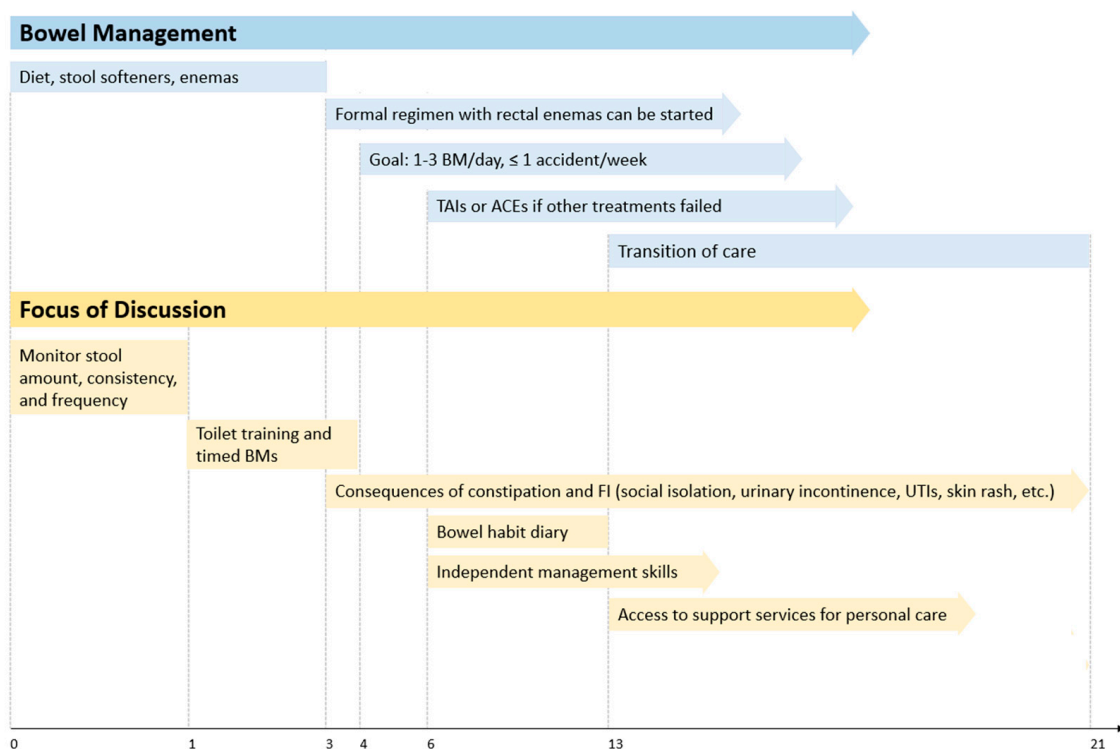 Bowel Management
Diet, stool softeners, enemas
Formal regimen with rectal enemas can be started
Goal: 1-3 BM/day, ≤ 1 accident/week
TAIs or ACEs if other treatments failed
Transition of care
Focus of Discussion
Monitor stool
amount, consistency,
and frequency
Toilet training and
timed BMs
Consequences of constipation and FI (social isolation, urinary incontinence, UTIs, skin rash, etc.)
Bowel habit diary
Independent management skills
Access to support services for personal care
0 1 3 4 6 13 21